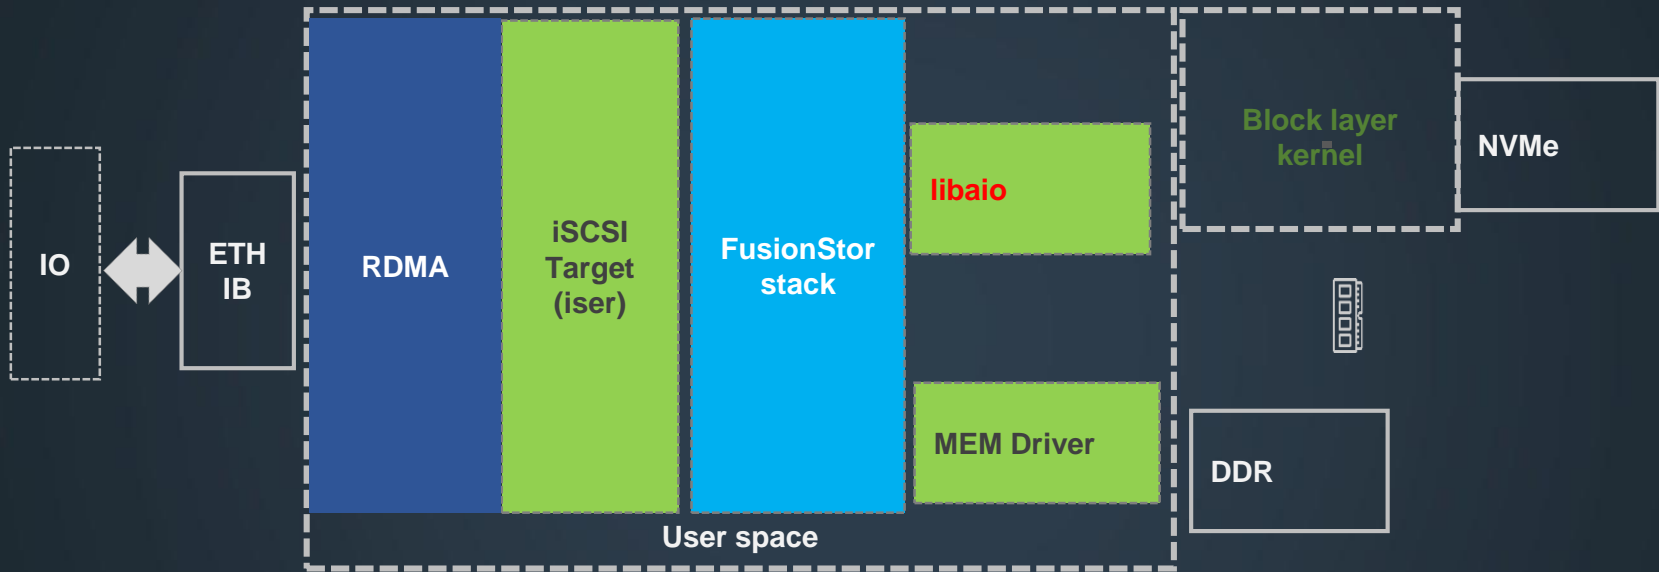 IO
ETH
IB
RDMA
iSCSI
Target
(iser)
FusionStor
stack
libaio
MEM Driver
User space
Block layer
kernel
NVMe
DDR